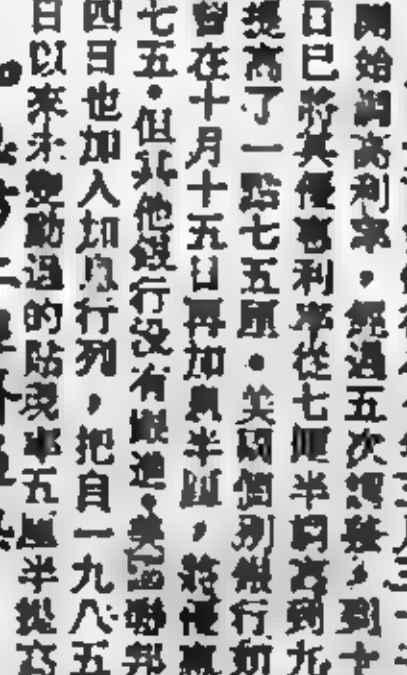 開始調高利率，經過五次調整，到十
日已將其優惠利率從七厘半調高到九
提高了一點七五厘。美國個別銀行如
曾在十月十五日再加息半厘，將優惠
七五。但其他銀行沒有跟進。美國聯邦
四日也加入加息行列，把自一九八五
日以來未變動過的貼現率五厘半提高